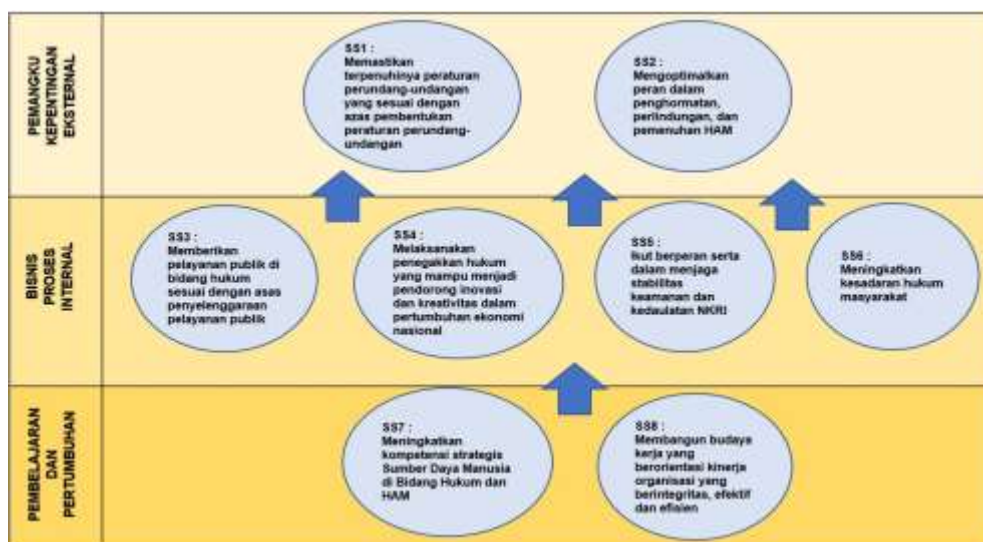 PEMANGKU
KEPENTINGAN
EKSTERNAL
SS1 :
Memastikan
terpenuhinya peraturan
perundang-undangan
yang sesuai dengan
azas pembentukan
peraturan perundang-
undangan
SS2 :
Mengoptimalkan
peran dalam
penghormatan,
perlindungan, dan
pemenuhan HAM
BISNIS
PROSES
INTERNAL
SS3 :
Memberikan
pelayanan publik di
bidang hukum
sesuai dengan asas
penyelenggaraan
pelayanan publik
SS4 :
Melaksanakan
penegakkan hukum
yang mampu menjadi
pendorong inovasi
dan kreativitas dalam
pertumbuhan ekonomi
nasional
SS5 :
Ikut berperan serta
dalam menjaga
stabilitas
keamanan dan
kedaulatan NKRI
SS6 :
Meningkatkan
kesadaran hukum
masyarakat
PEMBELAJARAN
DAN
PERTUMBUHAN
SS7 :
Meningkatkan
kompetensi strategis
Sumber Daya Manusia
di Bidang Hukum dan
HAM
SS8 :
Membangun budaya
kerja yang
berorientasi kinerja
organisasi yang
berintegritas, efektif
dan efisien